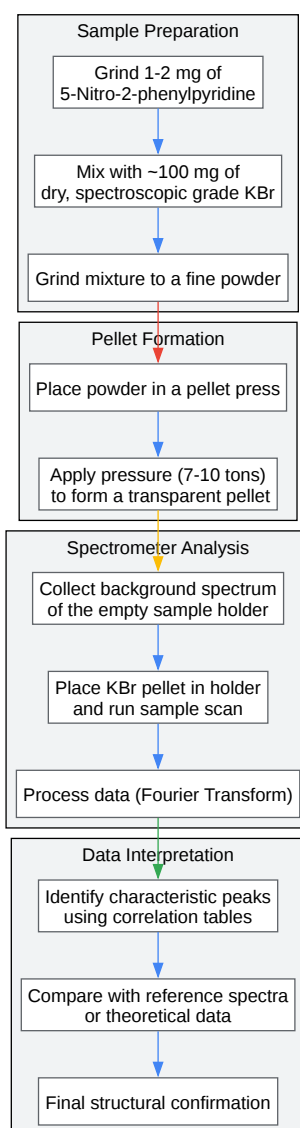 Sample Preparation
Grind 1-2 mg of
5-Nitro-2-phenylpyridine
Mix with ~100 mg of
dry, spectroscopic grade KBr
Grind mixture to a fine powder
Pellet Formation
Place powder in a pellet press
Apply pressure (7-10 tons)
to form a transparent pellet
Spectrometer Analysis
Collect background spectrum
of the empty sample holder
Place KBr pellet in holder
and run sample scan
Process data (Fourier Transform)
Data Interpretation
Identify characteristic peaks
using correlation tables
Compare with reference spectra
or theoretical data
Final structural confirmation